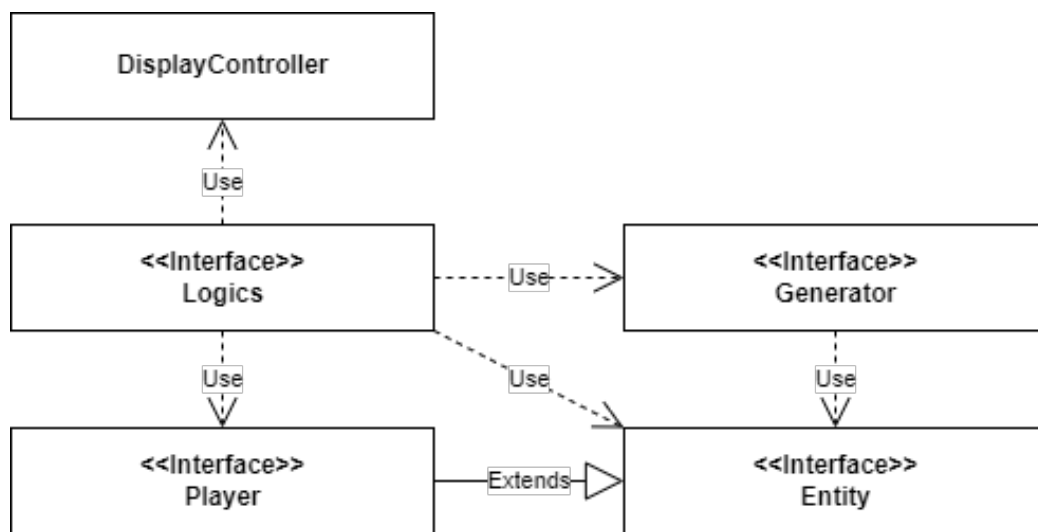 DisplayController
Use
<<Interface>>
Logics
Use
<<Interface>>
Generator
Use
Use
Use
<<Interface>>
Player
Extends
<<Interface>>
Entity